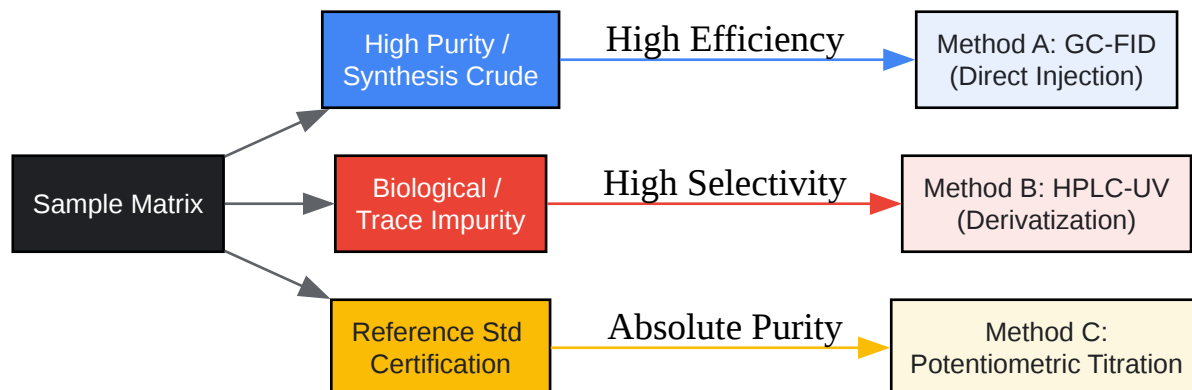 High Purity /
Synthesis Crude
High Efficiency
Method A: GC-FID
(Direct Injection)
Sample Matrix
Biological /
Trace Impurity
High Selectivity
Method B: HPLC-UV
(Derivatization)
Reference Std
Certification
Absolute Purity
Method C:
Potentiometric Titration